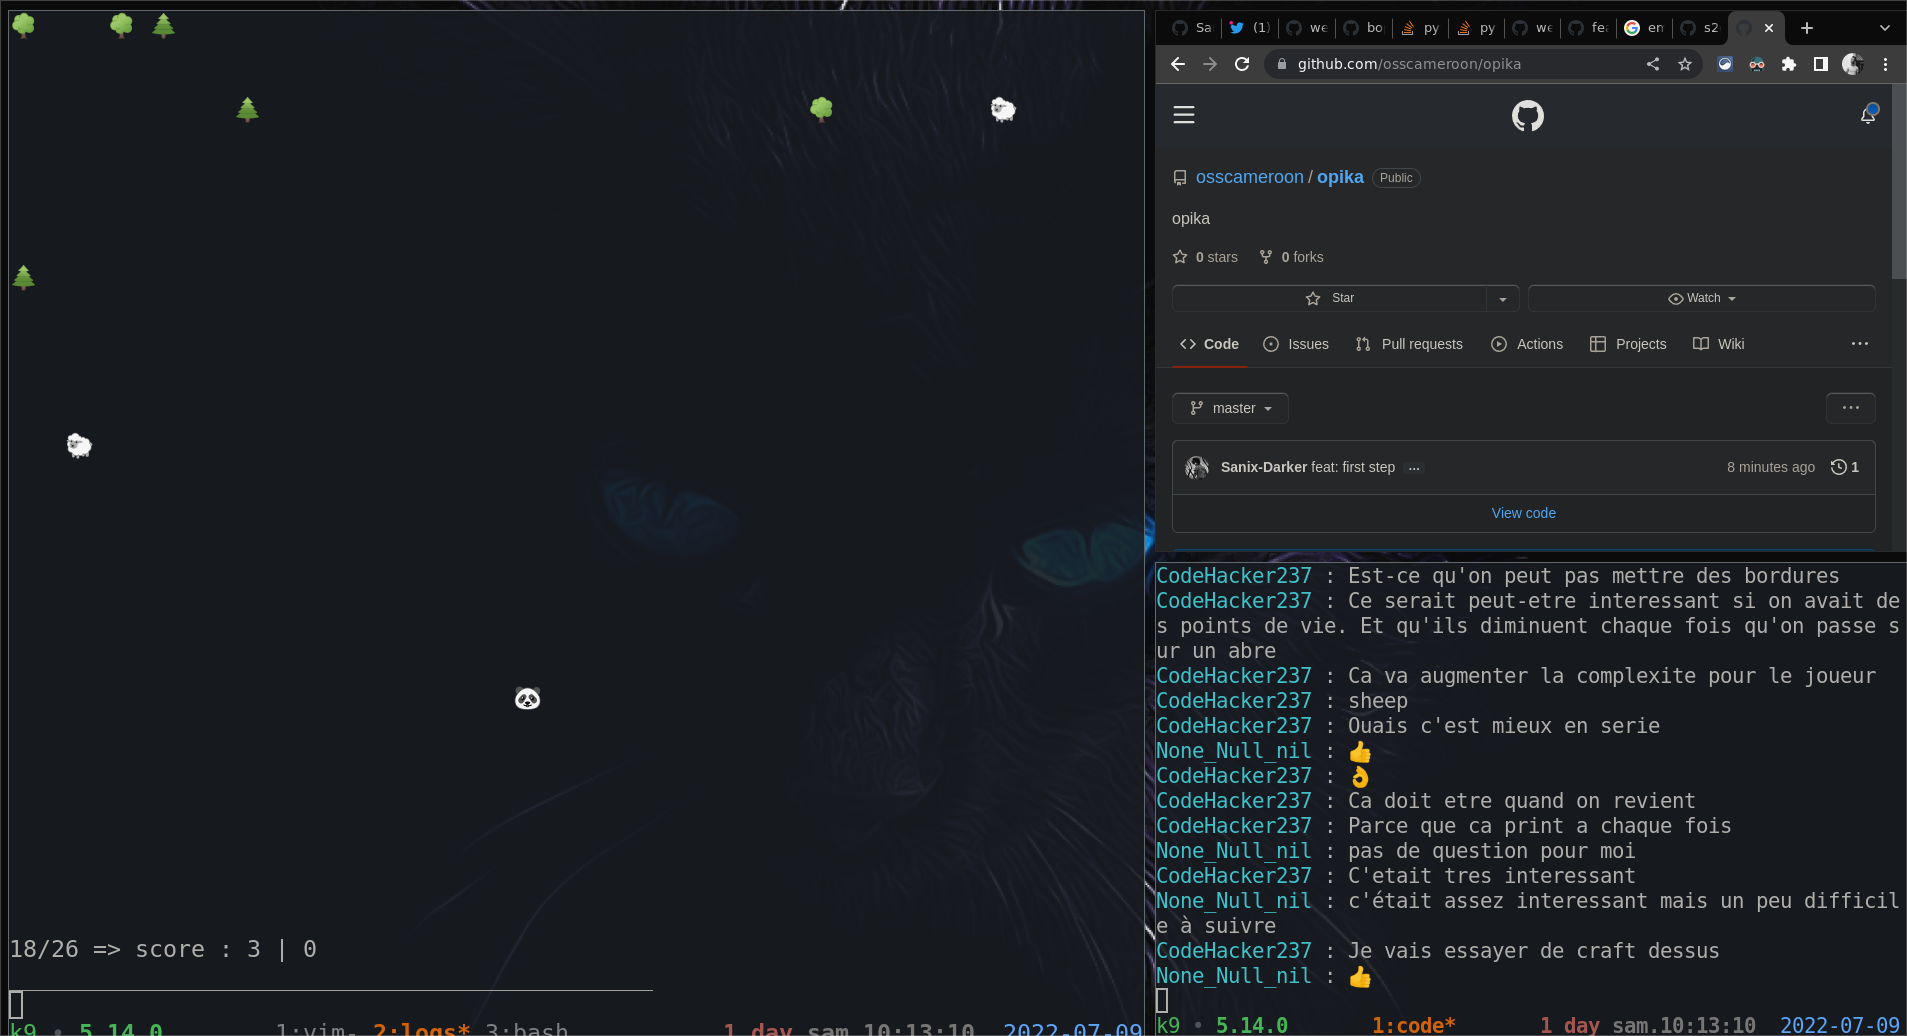 18/26 => score : 3 | 0
k9 • 5.14.0 1:vim- 2:logs* 3:bash 1 day sam.10:13:10 2022-07-09
Sa (1) we bo py py we fe en s2
github.com/osscameroon/opika
osscameroon / opika Public
opika
0 stars 0 forks
Star Watch
Code Issues Pull requests Actions Projects Wiki
master
Sanix-Darker feat: first step 8 minutes ago 1
View code
CodeHacker237 : Est-ce qu'on peut pas mettre des bordures
CodeHacker237 : Ce serait peut-etre interessant si on avait de
s points de vie. Et qu'ils diminuent chaque fois qu'on passe s
ur un abre
CodeHacker237 : Ca va augmenter la complexite pour le joueur
CodeHacker237 : sheep
CodeHacker237 : Ouais c'est mieux en serie
None_Null_nil : 👍
CodeHacker237 : 👌
CodeHacker237 : Ca doit etre quand on revient
CodeHacker237 : Parce que ca print a chaque fois
None_Null_nil : pas de question pour moi
CodeHacker237 : C'etait tres interessant
None_Null_nil : c'était assez interessant mais un peu difficil
e à suivre
CodeHacker237 : Je vais essayer de craft dessus
None_Null_nil : 👍
k9 • 5.14.0 1:code* 1 day sam.10:13:10 2022-07-09